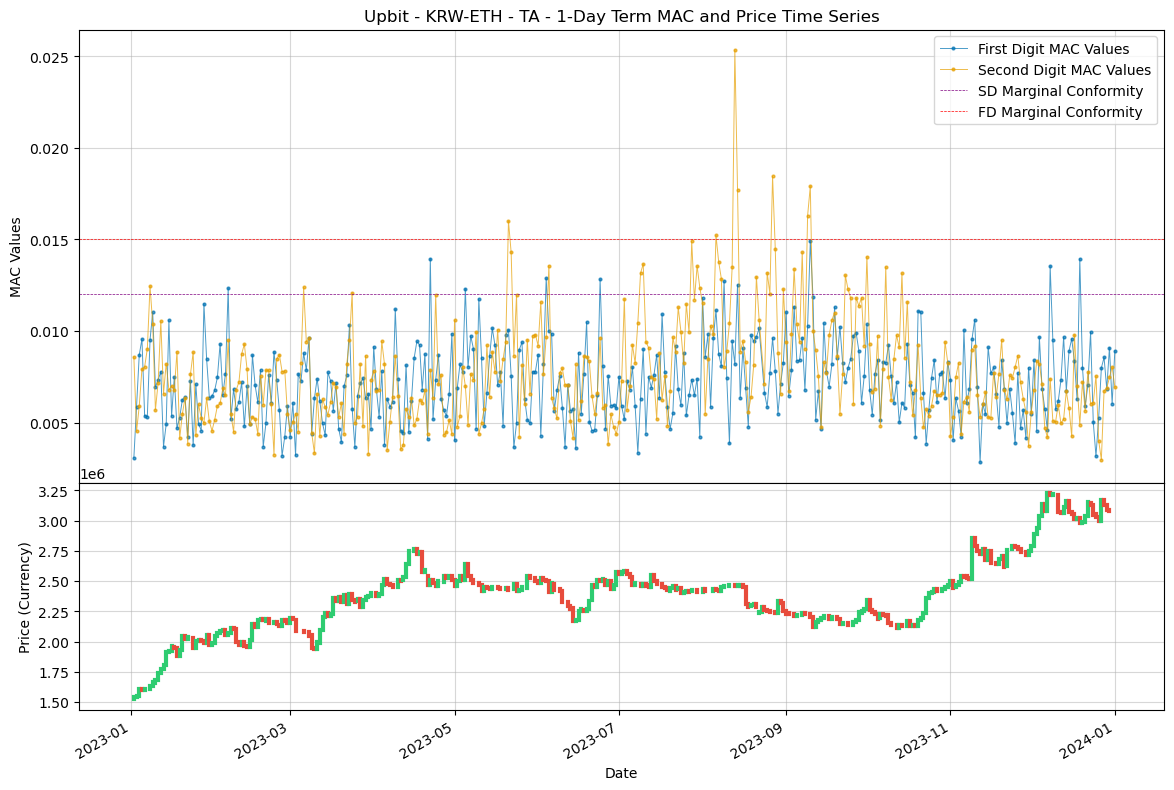 Upbit - KRW-ETH - TA - 1-Day Term MAC and Price Time Series
First Digit MAC Values
Second Digit MAC Values
SD Marginal Conformity
FD Marginal Conformity
MAC Values
0.025
0.020
0.015
0.010
0.005
1e6
Price (Currency)
3.25
3.00
2.75
2.50
2.25
2.00
1.75
1.50
2023-01
2023-03
2023-05
2023-07
2023-09
2023-11
2024-01
Date